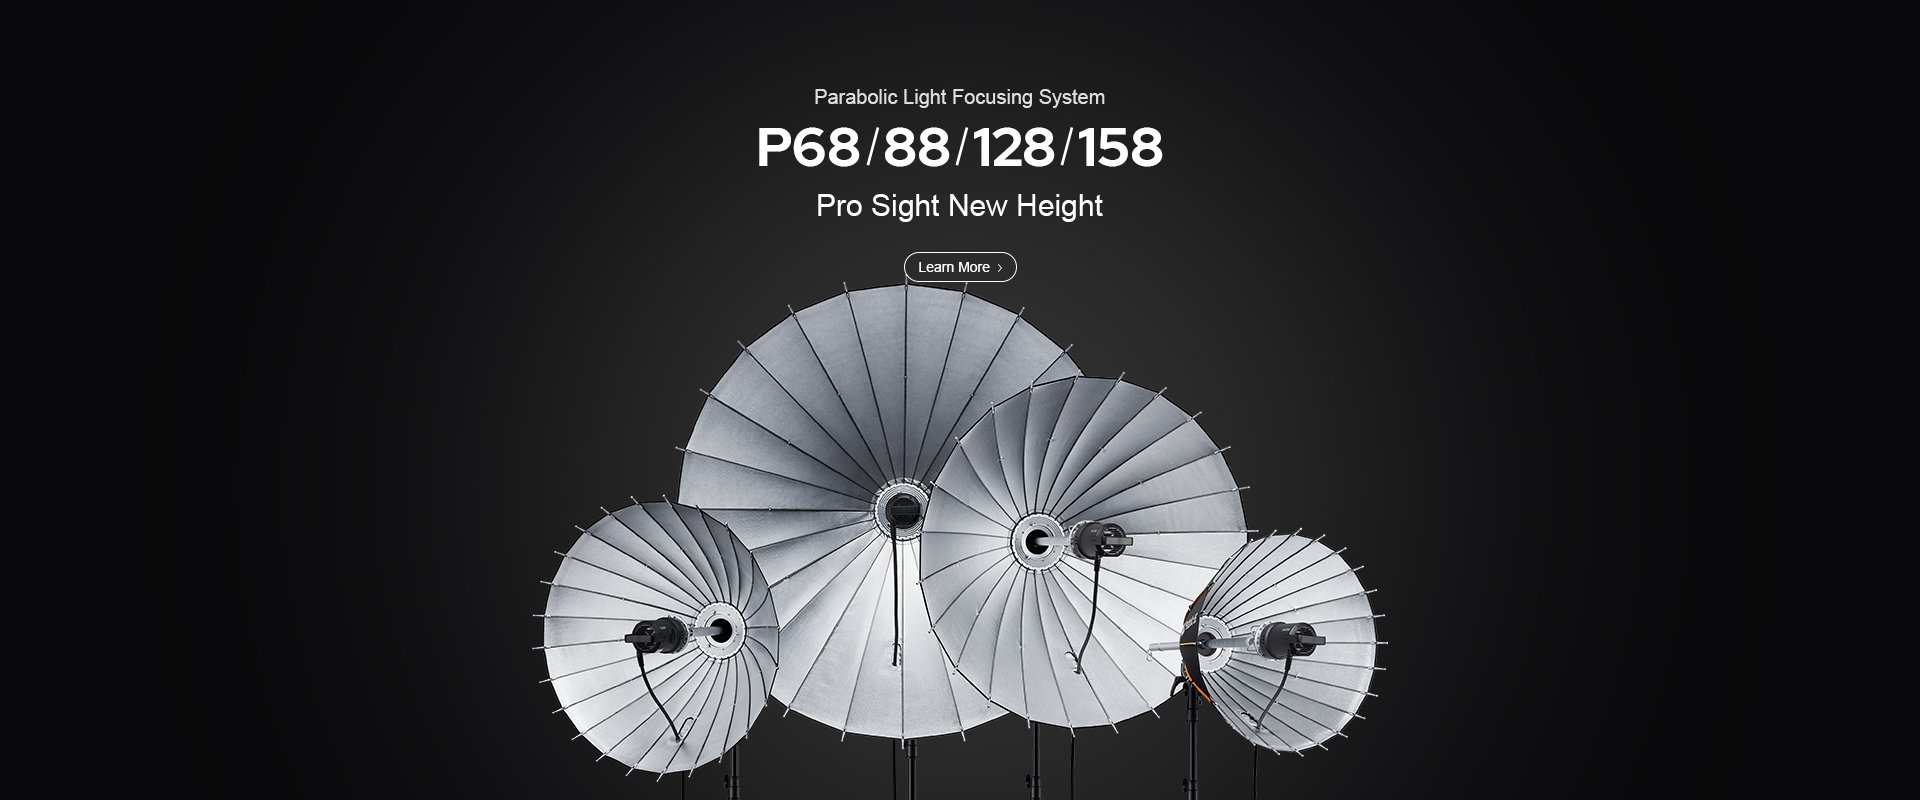 Parabolic Light Focusing System
P68/88/128/158
Pro Sight New Height
Learn More >